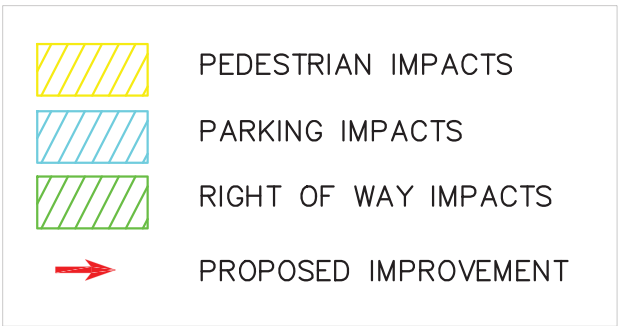 PEDESTRIAN IMPACTS
PARKING IMPACTS
RIGHT OF WAY IMPACTS
PROPOSED IMPROVEMENT